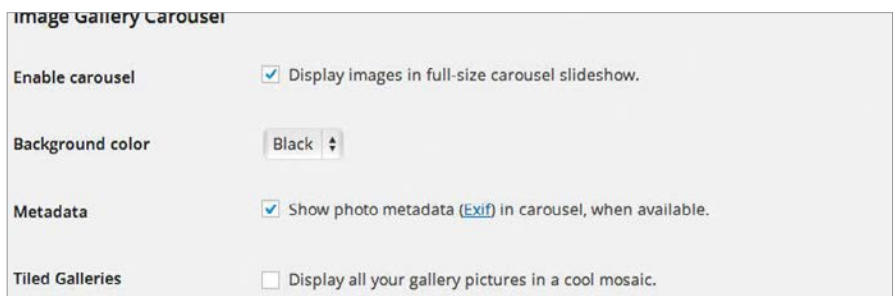 Image Gallery Carousel
Enable carousel Display images in full-size carousel slideshow.
Background color Black
Metadata Show photo metadata (Exif) in carousel, when available.
Tiled Galleries Display all your gallery pictures in a cool mosaic.